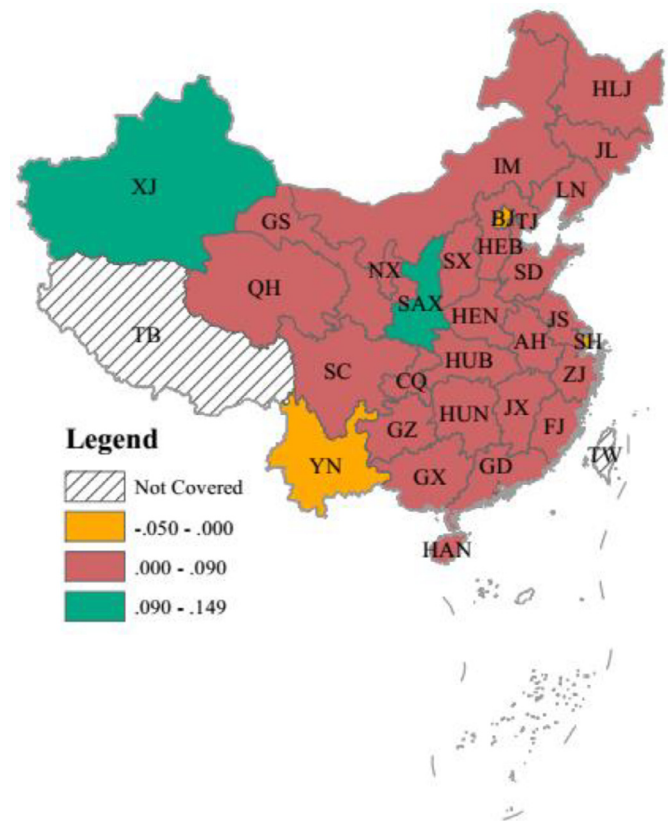 HLJ
JL
IM
LN
XJ
BJ TJ
GS
HEB
SX
SD
NX
QH
SAX
HEN
JS
TB
AH
SH
HUB
SC
ZJ
CQ
JX
HUN
GZ
FJ
Legend
TW
YN
GD
GX
Not Covered
-.050 - .000
HAN
.000 - .090
.090 - .149